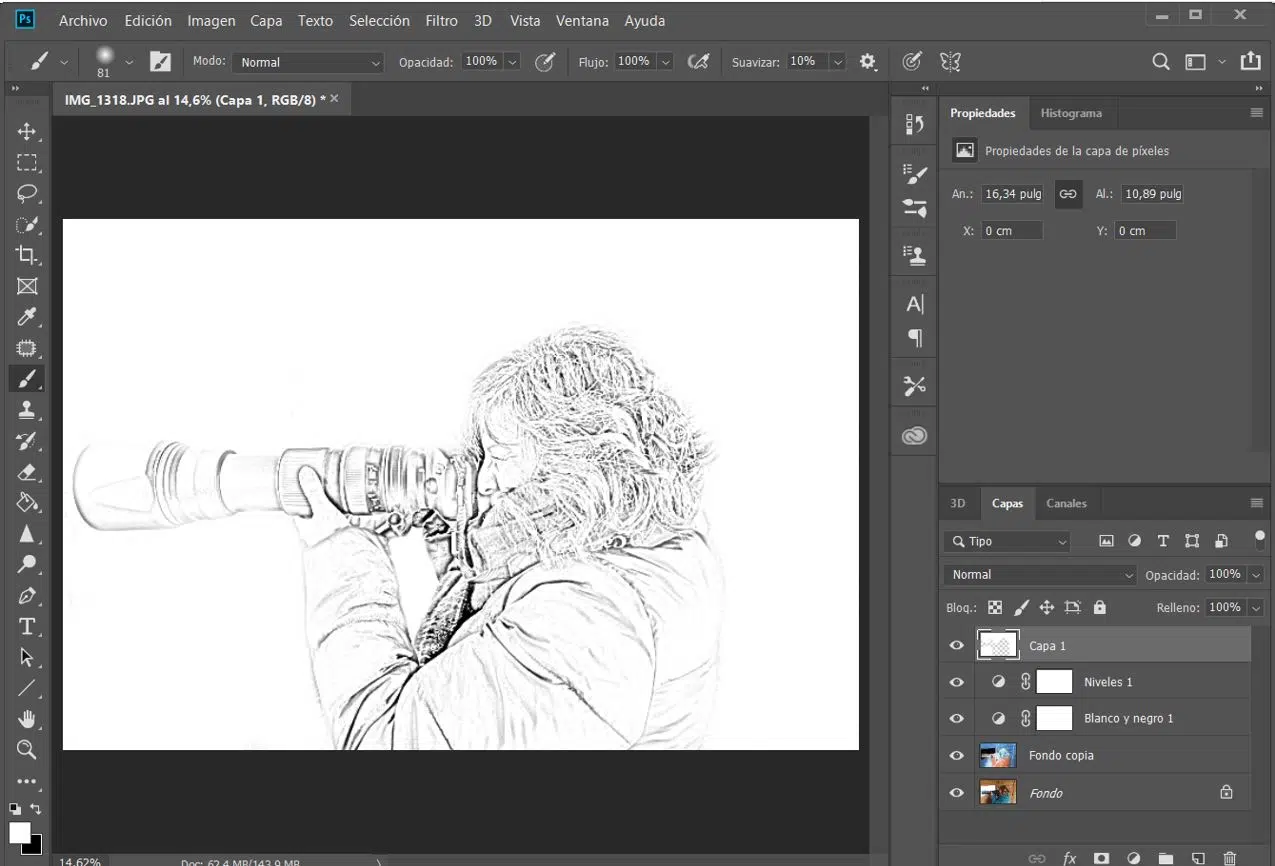 Ps Archivo Edición Imagen Capa Texto Selección Filtro 3D Vista Ventana Ayuda
81 Modo: Normal Opacidad: 100% Flujo: 100% Suavizar: 10%
IMG_1318.JPG al 14,6% (Capa 1, RGB/8) *
Propiedades Histograma
Propiedades de la capa de píxeles
An.: 16,34 pulg Al.: 10,89 pulg
X: 0 cm Y: 0 cm
3D Capas Canales
Tipo
Normal Opacidad: 100%
Bloq.: Relleno: 100%
Capa 1
Niveles 1
Blanco y negro 1
Fondo copia
Fondo
14,62% Doc: 62,4 MB/143,9 MB